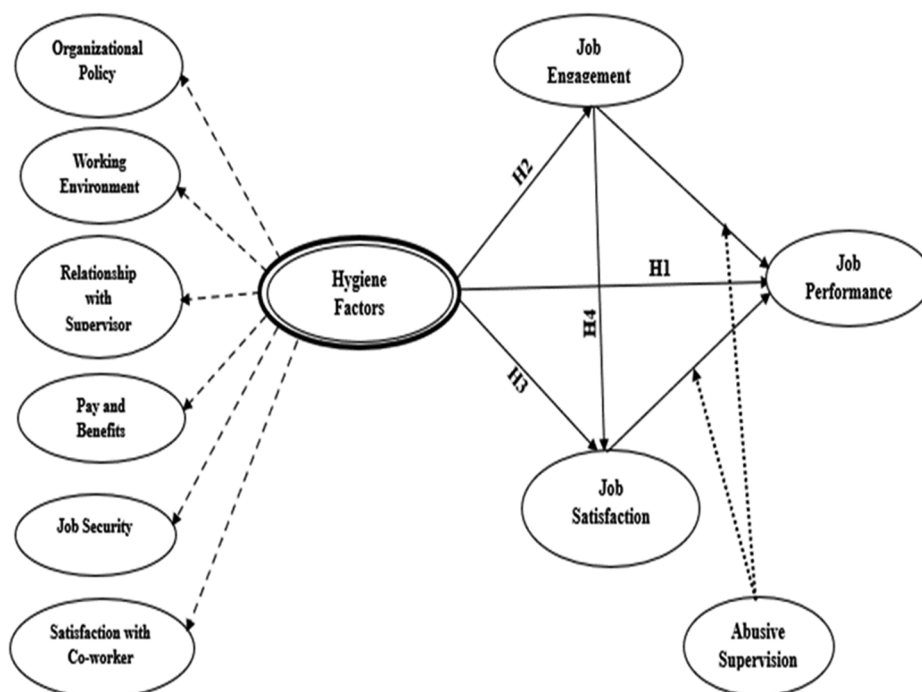 Organizational
Policy
Working
Environment
Relationship
with
Supervisor
Pay and
Benefits
Job Security
Satisfaction with
Co-worker
Hygiene
Factors
H2
H1
H3
H4
Job
Engagement
Job
Performance
Job
Satisfaction
Abusive
Supervision